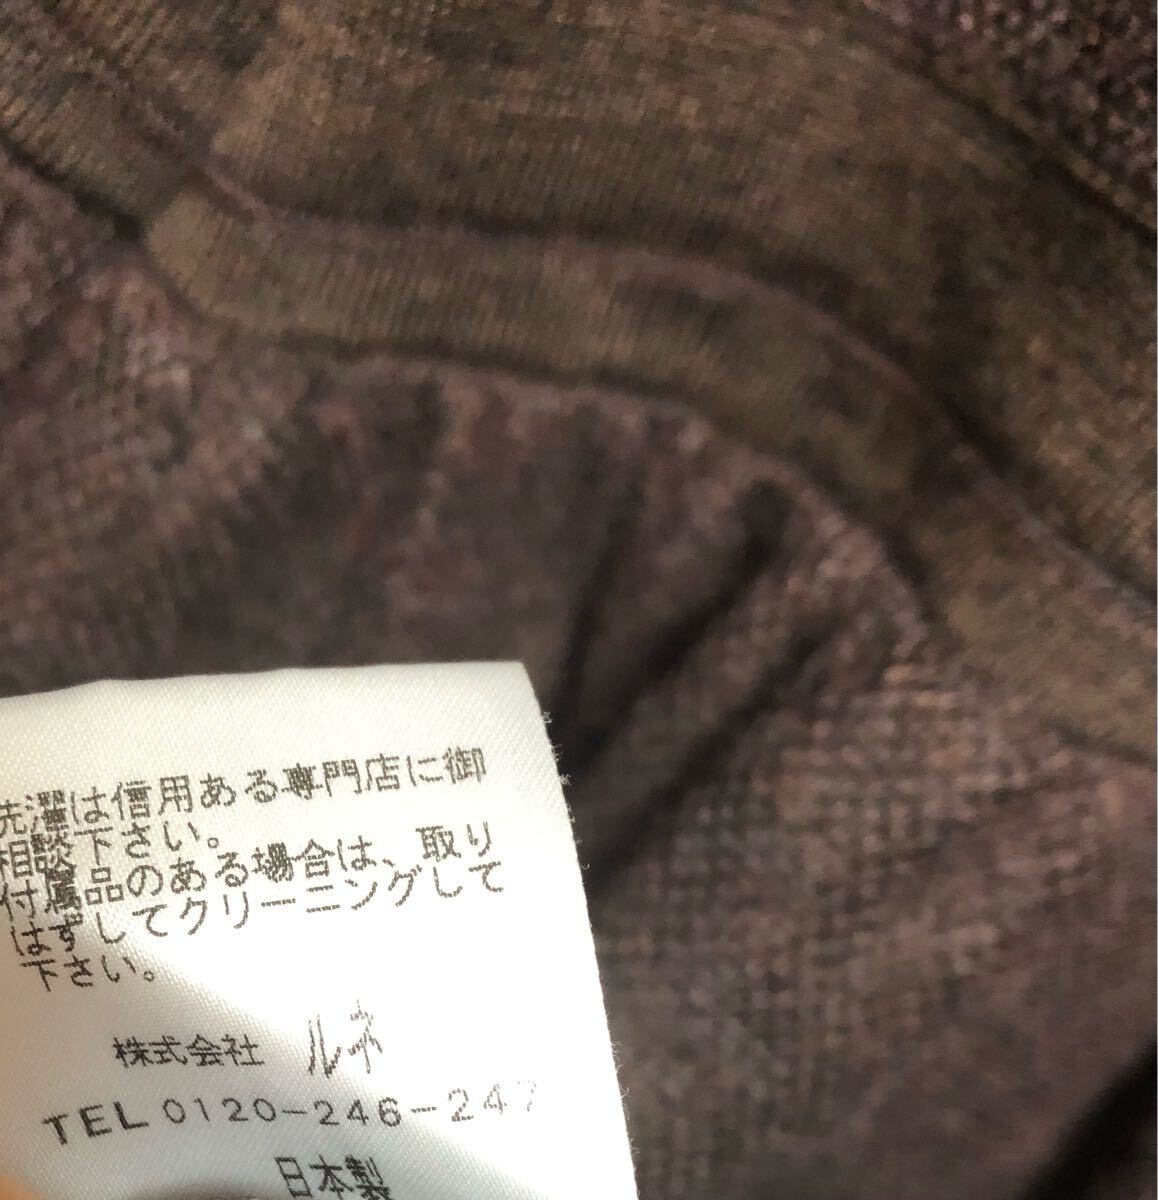 洗濯は信用ある専門店に御
相談下さい。
付属品のある場合は、取り
はずしてクリーニングして
下さい。
株式会社 ルネ
TEL 0120-246-247
日本製